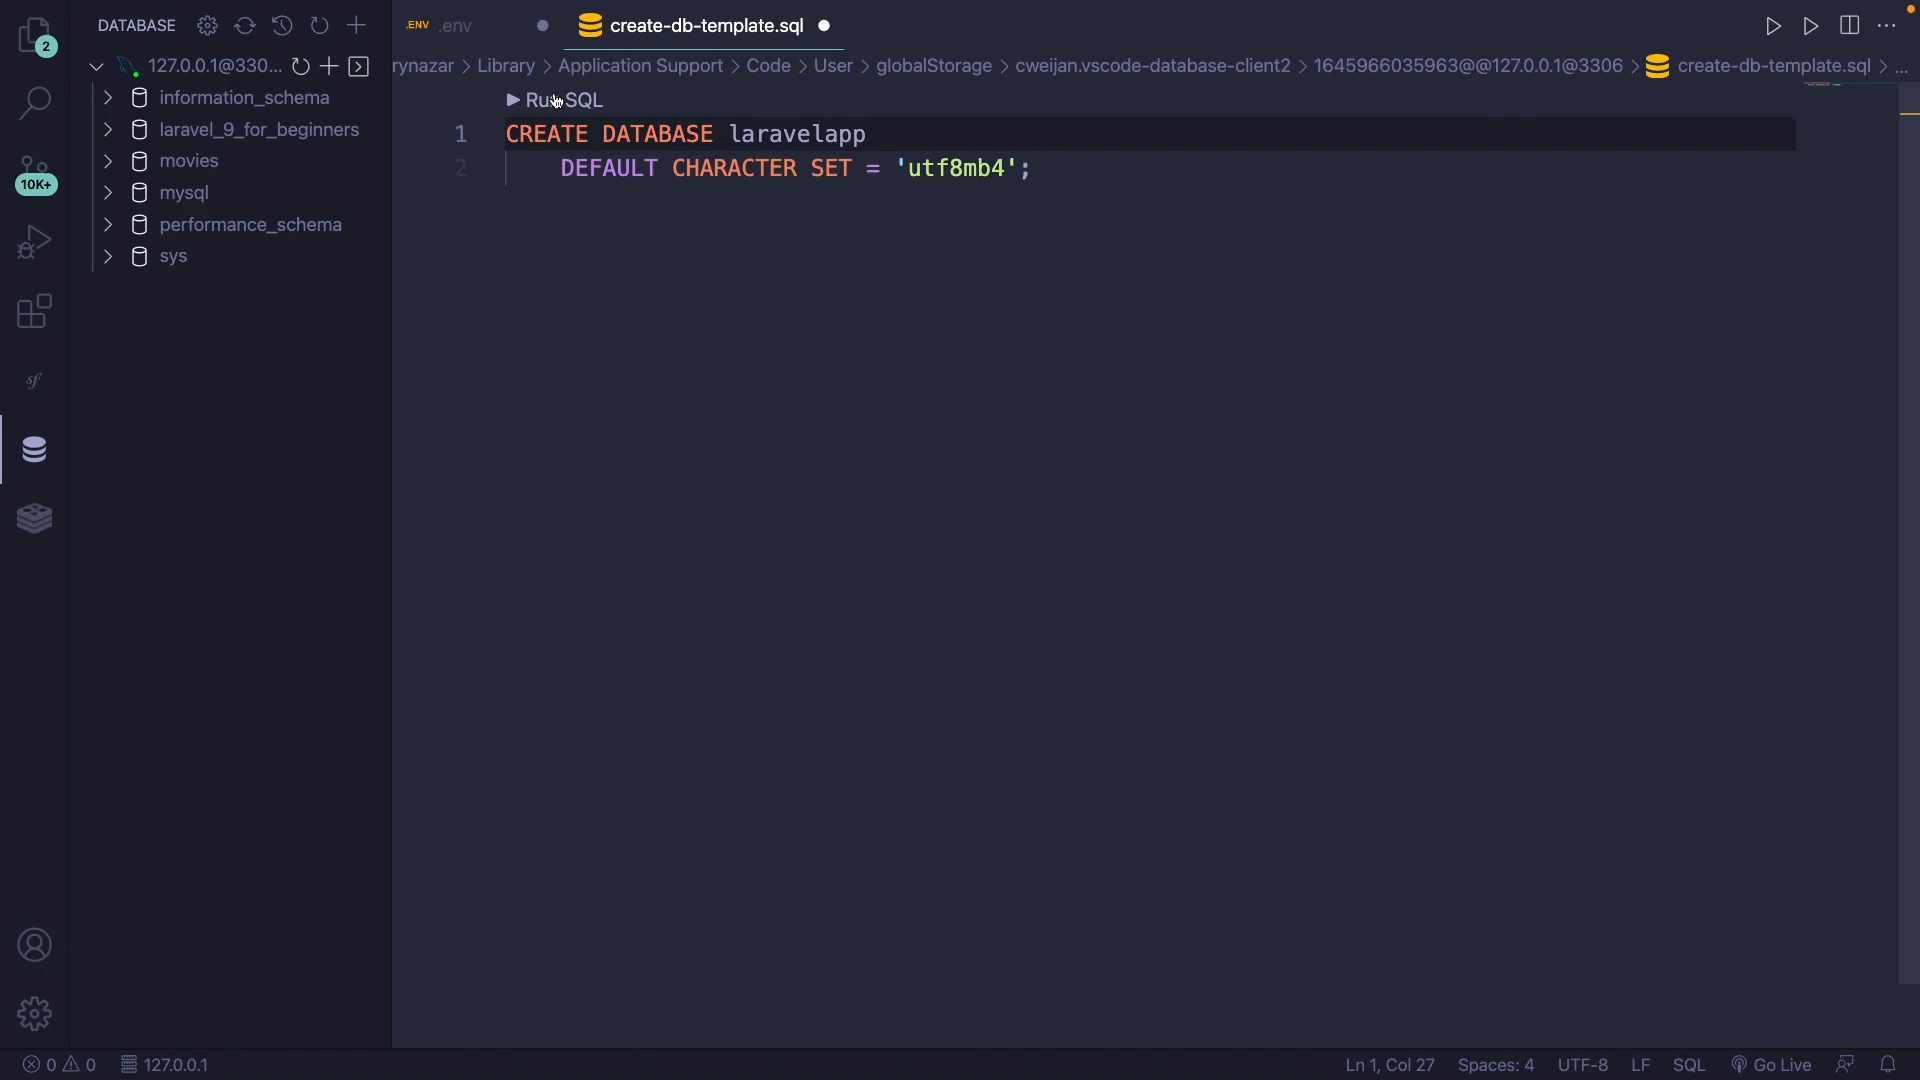 DATABASE
127.0.0.1@330...
information_schema
laravel_9_for_beginners
movies
mysql
performance_schema
sys
2
10K+
.ENV .env
create-db-template.sql
rynazar > Library > Application Support > Code > User > globalStorage > cweijan.vscode-database-client2 > 1645966035963@@127.0.0.1@3306 > create-db-template.sql > ...
Run SQL
1 CREATE DATABASE laravelapp
2 DEFAULT CHARACTER SET = 'utf8mb4';
0 0 127.0.0.1
Ln 1, Col 27 Spaces: 4 UTF-8 LF SQL Go Live